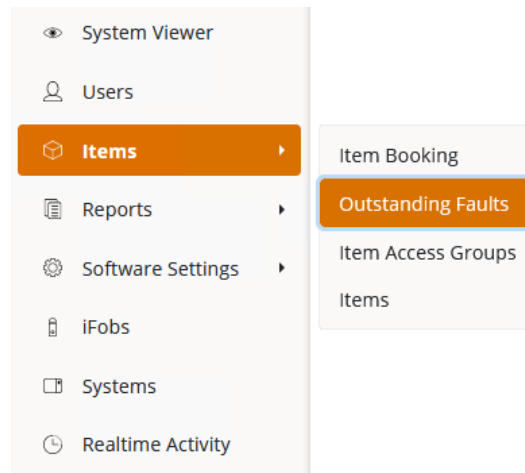 System Viewer
Users
Items
Reports
Software Settings
iFobs
Systems
Realtime Activity
Item Booking
Outstanding Faults
Item Access Groups
Items